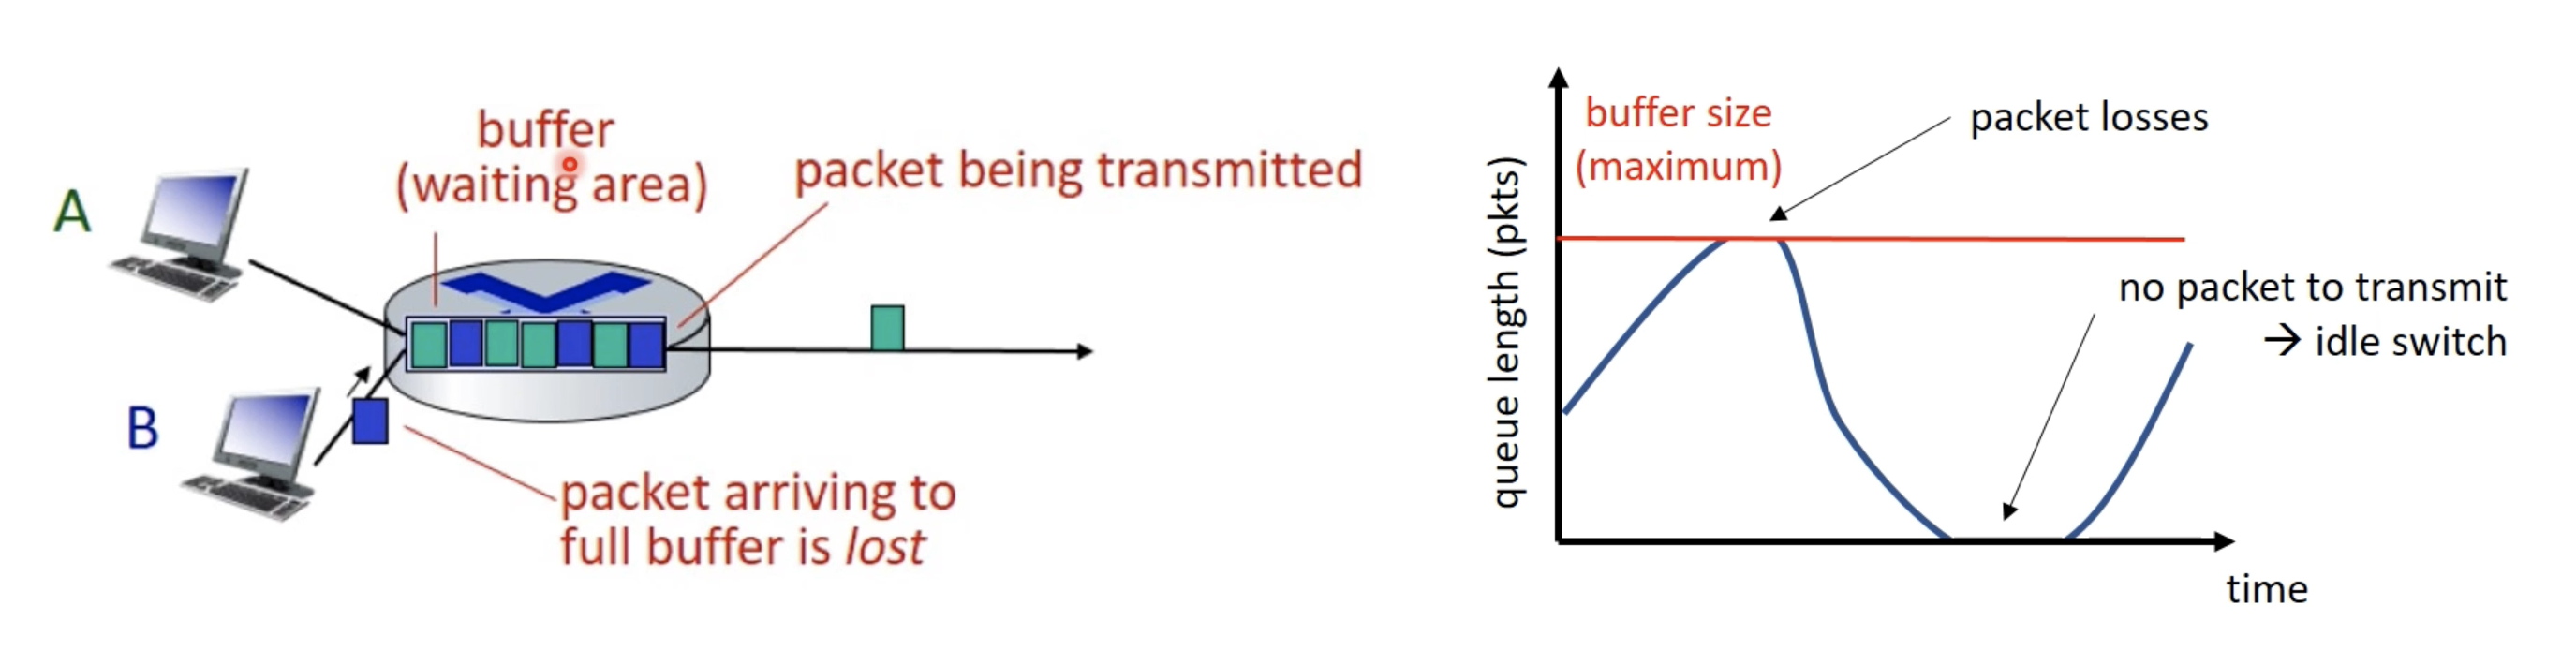 A
B
buffer
(waiting area)
packet being transmitted
packet arriving to
full buffer is lost
queue length (pkts)
buffer size
(maximum)
packet losses
no packet to transmit
→ idle switch
time